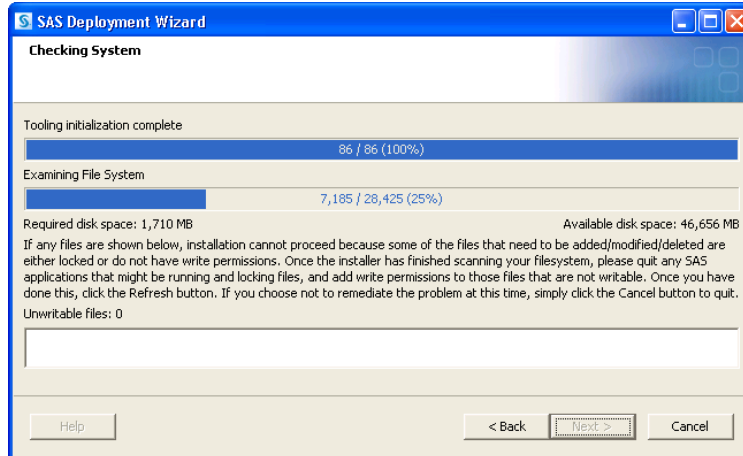 SAS Deployment Wizard
Checking System
Tooling initialization complete
86 / 86 (100%)
Examining File System
7,185 / 28,425 (25%)
Required disk space: 1,710 MB Available disk space: 46,656 MB
If any files are shown below, installation cannot proceed because some of the files that need to be added/modified/deleted are
either locked or do not have write permissions. Once the installer has finished scanning your filesystem, please quit any SAS
applications that might be running and locking files, and add write permissions to those files that are not writable. Once you have
done this, click the Refresh button. If you choose not to remediate the problem at this time, simply click the Cancel button to quit.
Unwritable files: 0
Help < Back Next > Cancel